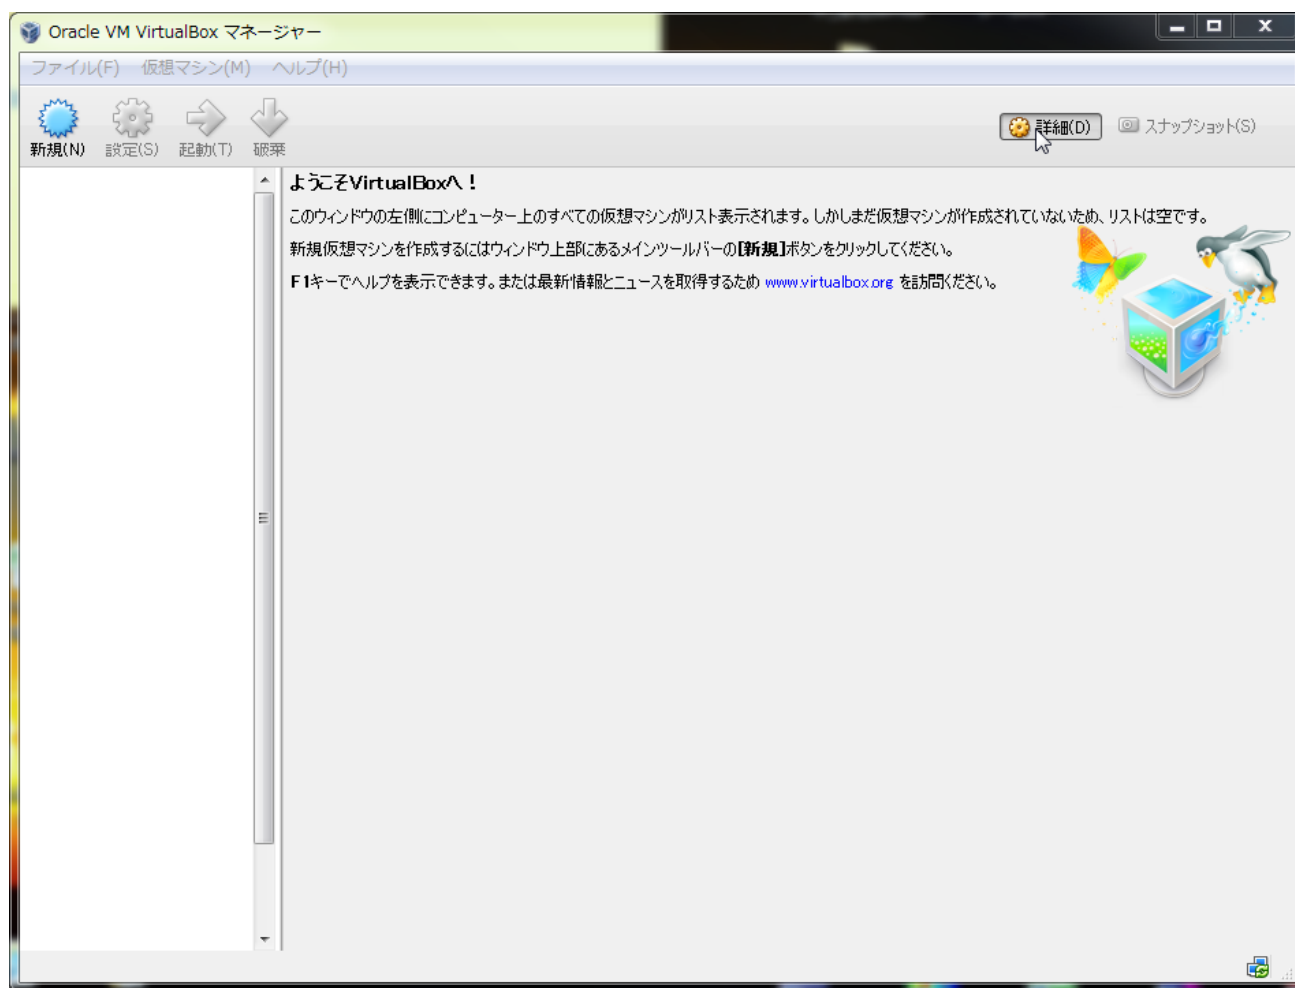 Oracle VM VirtualBox マネージャー
ファイル(F) 仮想マシン(M) ヘルプ(H)
新規(N) 設定(S) 起動(T) 破棄 詳細(D) スナップショット(S)
ようこそVirtualBoxへ!
このウィンドウの左側にコンピューター上のすべての仮想マシンがリスト表示されます。しかしまだ仮想マシンが作成されていないため、リストは空です。
新規仮想マシンを作成するにはウィンドウ上部にあるメインツールバーの[新規]ボタンをクリックしてください。
F1キーでヘルプを表示できます。または最新情報とニュースを取得するため www.virtualbox.org を訪問ください。